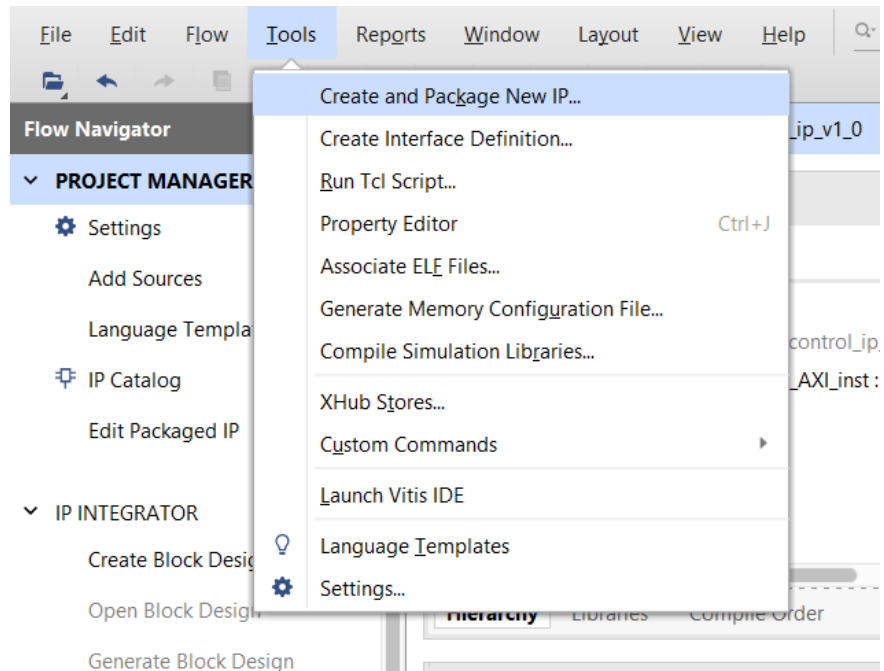 File Edit Flow Tools Reports Window Layout View Help
Flow Navigator
PROJECT MANAGER
Settings
Add Sources
Language Templa
IP Catalog
Edit Packaged IP
IP INTEGRATOR
Create Block Desig
Open Block Design
Generate Block Design
Create and Package New IP...
Create Interface Definition...
Run Tcl Script...
Property Editor Ctrl+J
Associate ELF Files...
Generate Memory Configuration File...
Compile Simulation Libraries...
XHub Stores...
Custom Commands
Launch Vitis IDE
Language Templates
Settings...
_ip_v1_0
control_ip_
_AXI_inst :
Hierarchy Libraries Compile Order